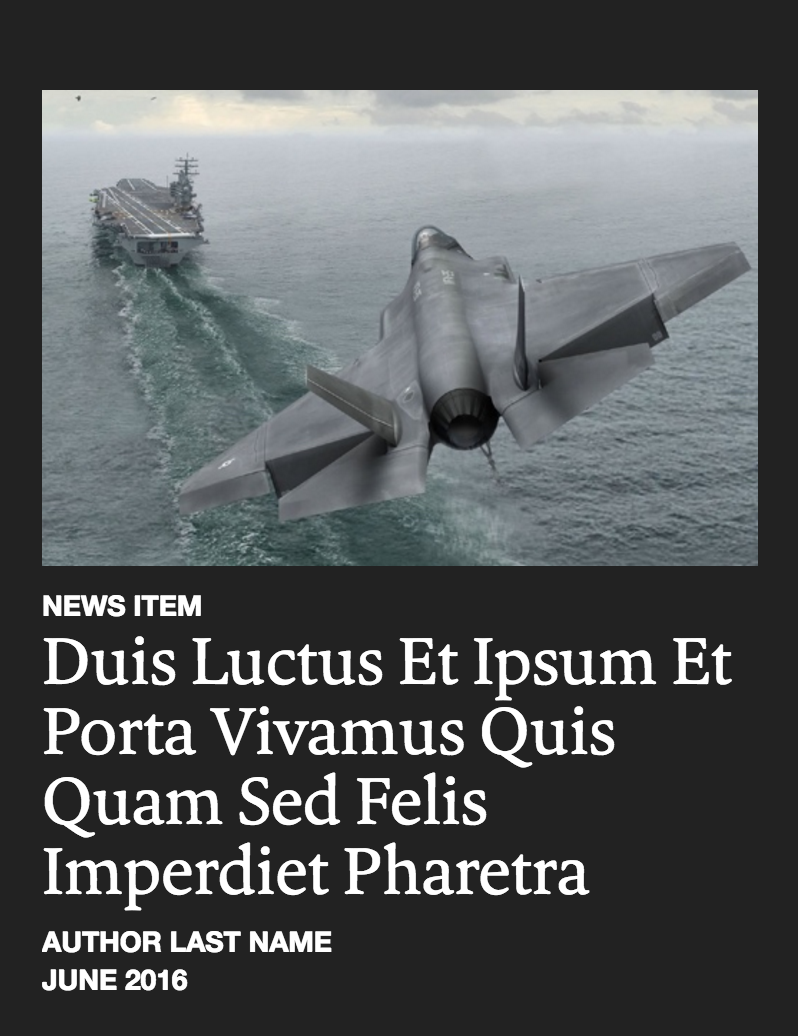 NEWS ITEM
Duis Luctus Et Ipsum Et
Porta Vivamus Quis
Quam Sed Felis
Imperdiet Pharetra
AUTHOR LAST NAME
JUNE 2016